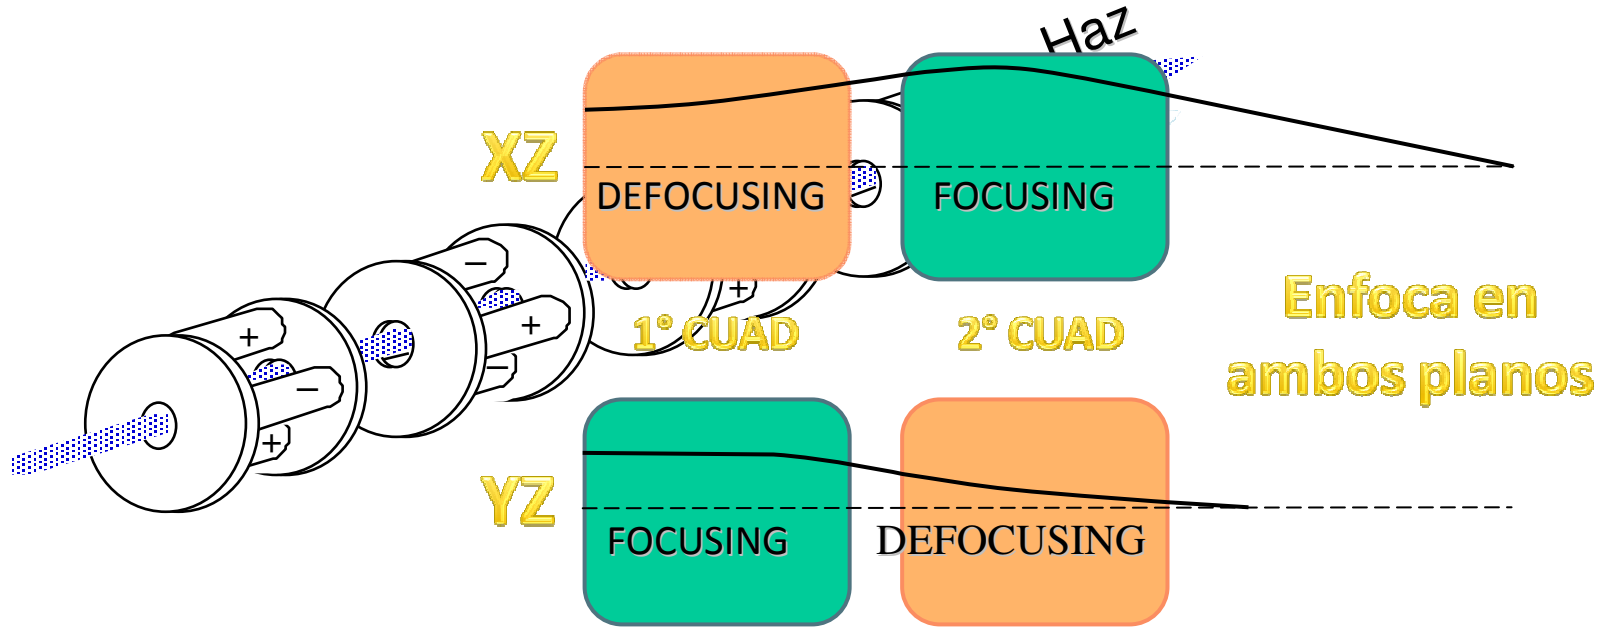 Haz
XZ
DEFOCUSING
FOCUSING
1° CUAD
2° CUAD
Enfoca en
ambos planos
YZ
FOCUSING
DEFOCUSING
−
+
+
−
+
−
+